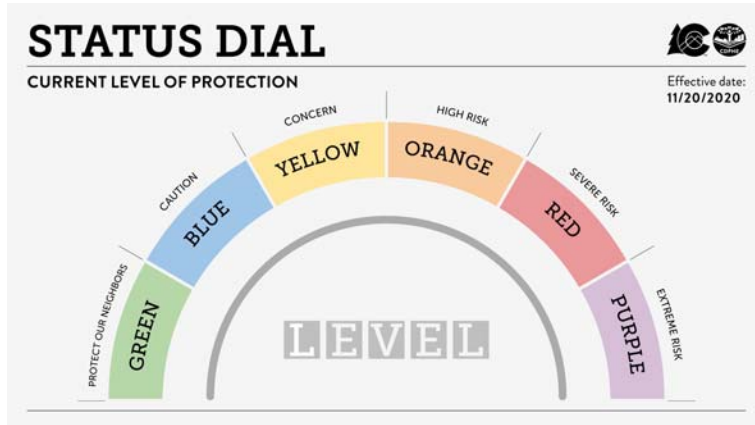 STATUS DIAL
CURRENT LEVEL OF PROTECTION
CDPHE
Effective date:
11/20/2020
PROTECT OUR NEIGHBORS
CAUTION
CONCERN
HIGH RISK
SEVERE RISK
EXTREME RISK
GREEN
BLUE
YELLOW
ORANGE
RED
PURPLE
LEVEL